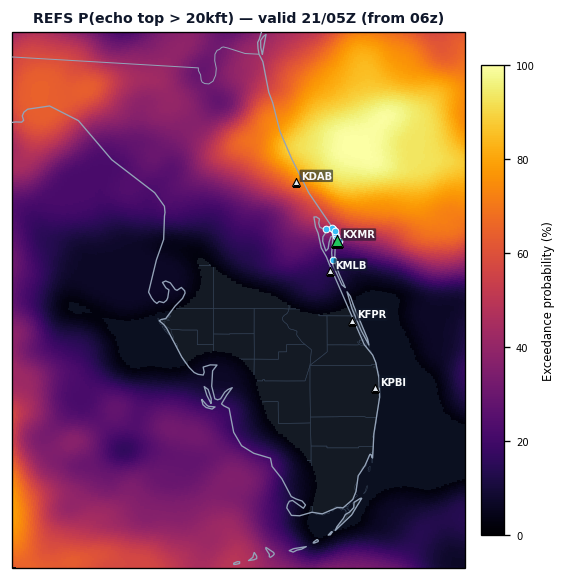 REFS P(echo top > 20kft) — valid 21/05Z (from 06z)
KDAB
KXMR
KMLB
KFPR
KPBI
100
80
60
40
20
0
Exceedance probability (%)